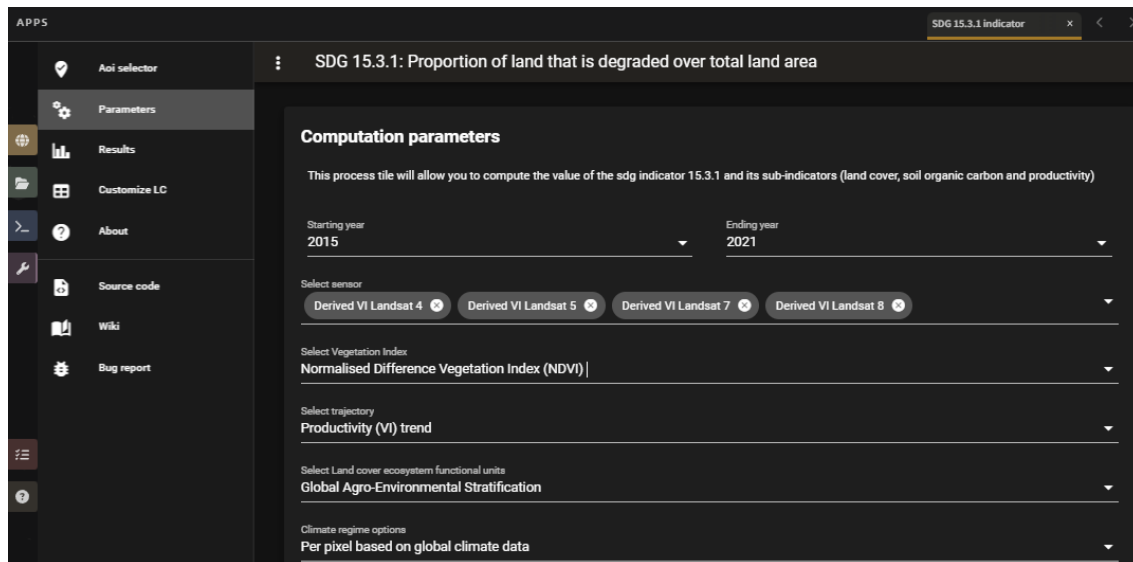 APPS
SDG 15.3.1 indicator x < >
Aoi selector
SDG 15.3.1: Proportion of land that is degraded over total land area
Parameters
Computation parameters
Results
This process tile will allow you to compute the value of the sdg indicator 15.3.1 and its sub-indicators (land cover, soil organic carbon and productivity)
Customize LC
About
Starting year
2015
Ending year
2021
Source code
Select sensor
Derived VI Landsat 4
Derived VI Landsat 5
Derived VI Landsat 7
Derived VI Landsat 8
Wiki
Select Vegetation Index
Normalised Difference Vegetation Index (NDVI)
Bug report
Select trajectory
Productivity (VI) trend
Select Land cover ecosystem functional units
Global Agro-Environmental Stratification
Climate regime options
Per pixel based on global climate data